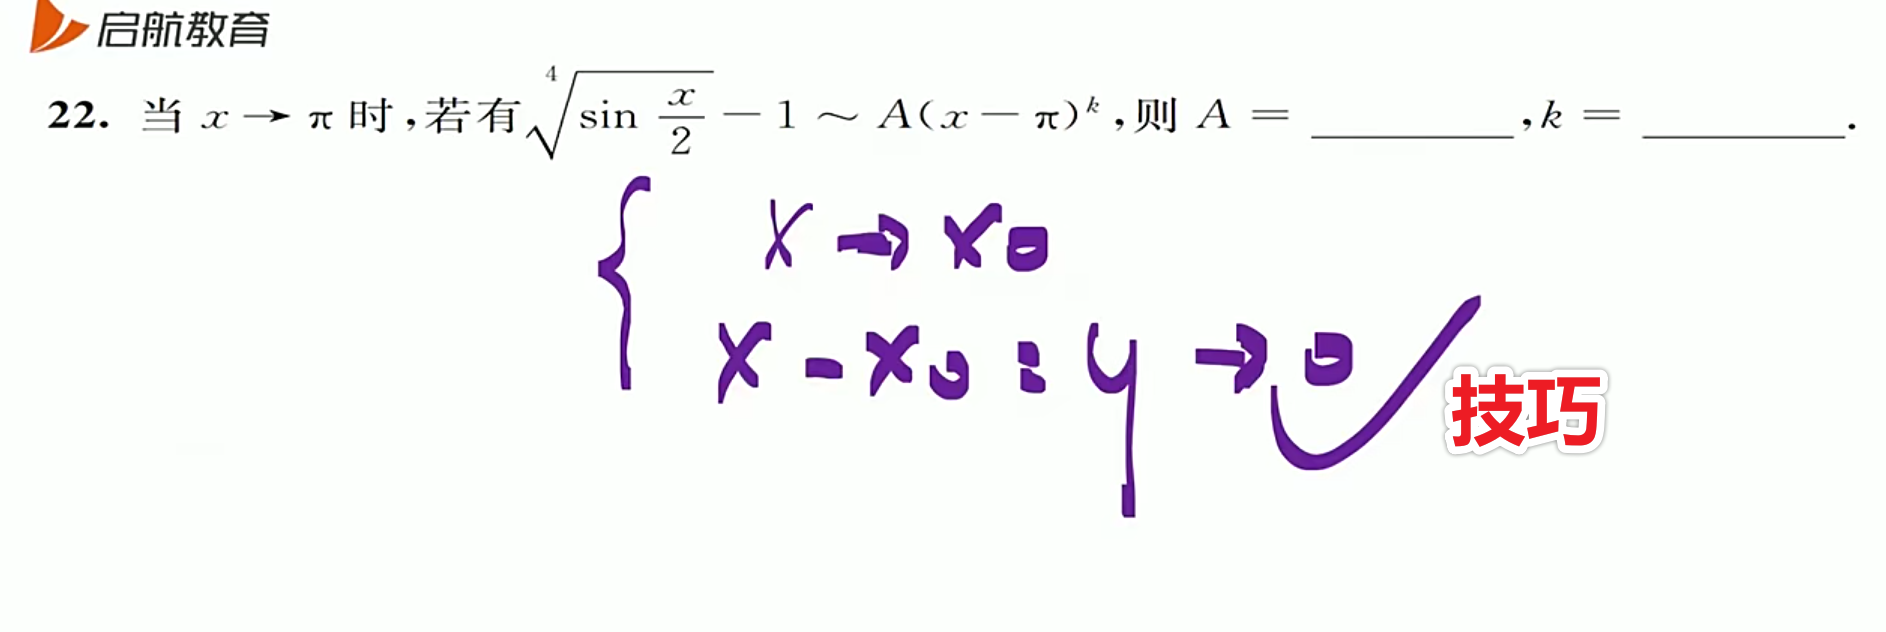 启航教育
22. 当 x → π 时,若有 ⁴√(sin x/2) − 1 ~ A(x − π)ᵏ,则 A = ________,k = ________.
x → x₀
x - x₀ = y → 0
技巧